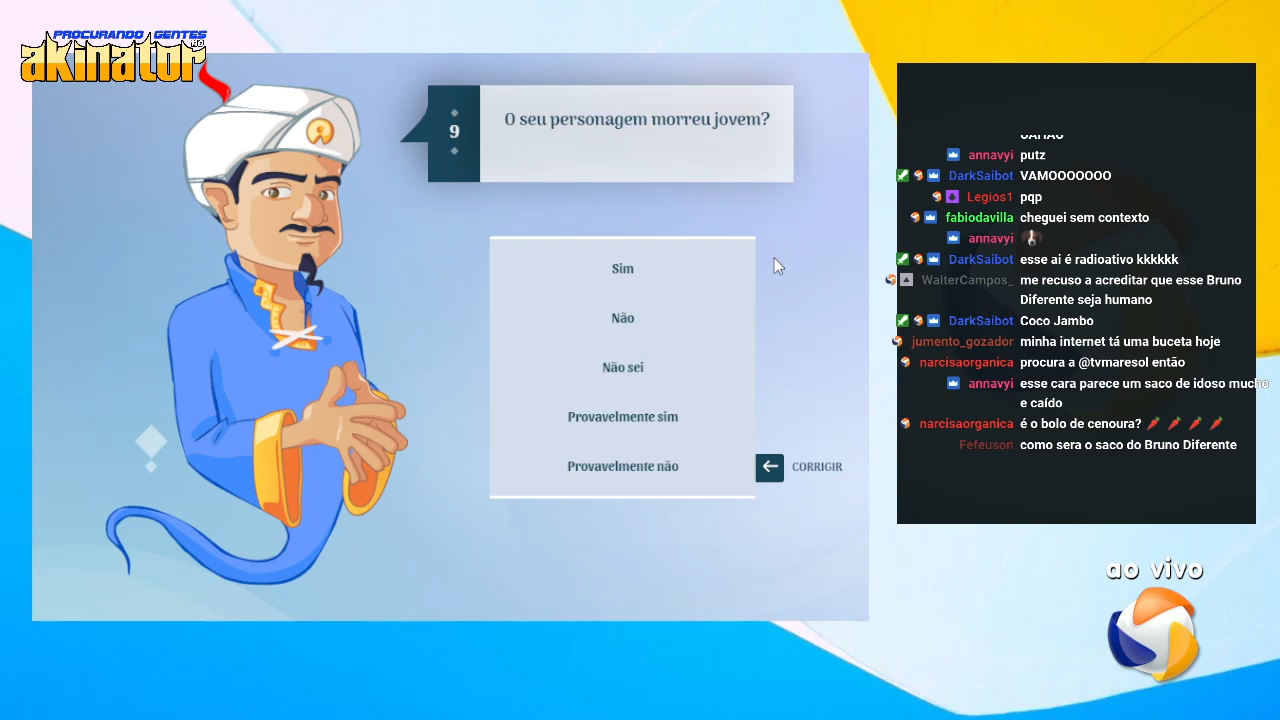 PROCURANDO GENTES
NO
akinator
9
O seu personagem morreu jovem?
Sim
Não
Não sei
Provavelmente sim
Provavelmente não
CORRIGIR
annavyi putz
DarkSaibot VAMOOOOOOO
Legios1 pqp
fabiodavilla cheguei sem contexto
annavyi
DarkSaibot esse ai é radioativo kkkkkk
WalterCampos_ me recuso a acreditar que esse Bruno
Diferente seja humano
DarkSaibot Coco Jambo
jumento_gozador minha internet tá uma buceta hoje
narcisaorganica procura a @tvmaresol então
annavyi esse cara parece um saco de idoso mucho
e caído
narcisaorganica é o bolo de cenoura? 🥕 🥕 🥕 🥕
Fefeuson como sera o saco do Bruno Diferente
ao vivo